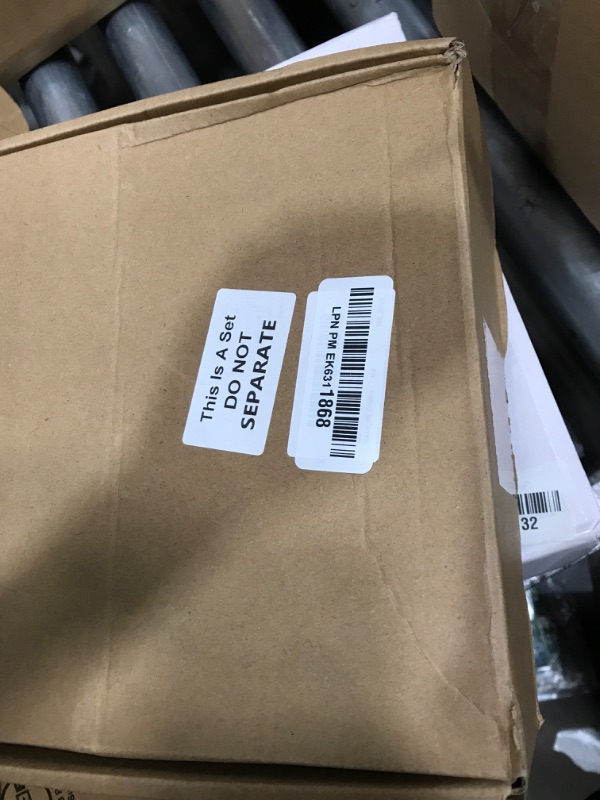 This Is A Set
DO NOT
SEPARATE
LPN PM EK6311868
32